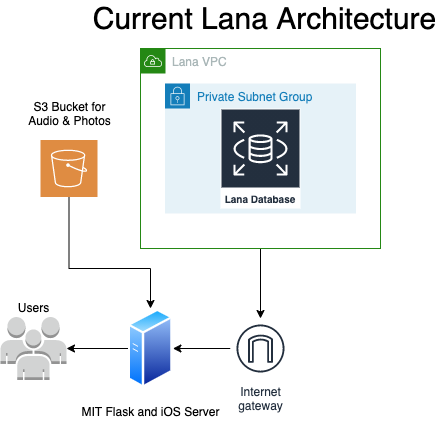 Current Lana Architecture
Lana VPC
Private Subnet Group
Lana Database
S3 Bucket for
Audio & Photos
Users
MIT Flask and iOS Server
Internet
gateway